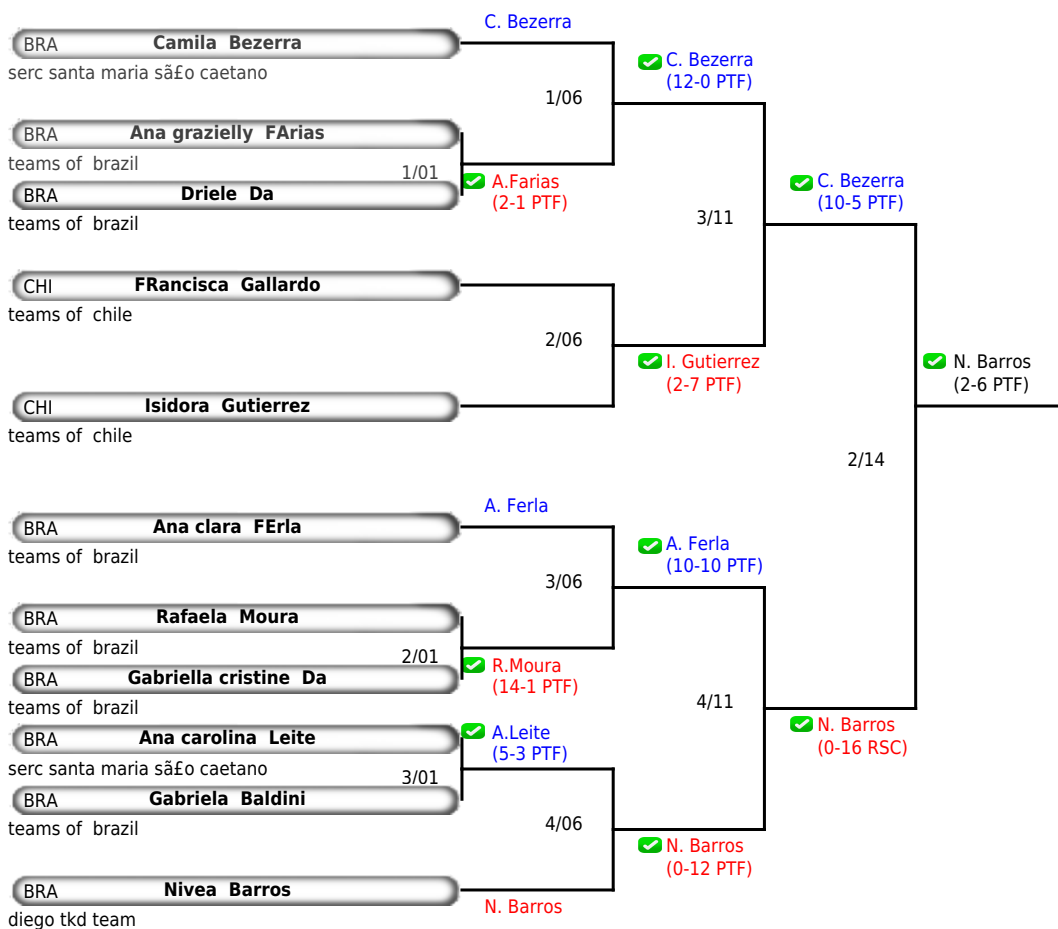 C. Bezerra
BRA Camila Bezerra
serc santa maria sã£o caetano
C. Bezerra
(12-0 PTF)
1/06
BRA Ana grazielly FArias
teams of brazil
1/01
A.Farias
(2-1 PTF)
BRA Driele Da
teams of brazil
C. Bezerra
(10-5 PTF)
3/11
CHI FRancisca Gallardo
teams of chile
2/06
I. Gutierrez
(2-7 PTF)
N. Barros
(2-6 PTF)
CHI Isidora Gutierrez
teams of chile
2/14
A. Ferla
BRA Ana clara FErla
teams of brazil
A. Ferla
(10-10 PTF)
3/06
BRA Rafaela Moura
teams of brazil
2/01
R.Moura
(14-1 PTF)
BRA Gabriella cristine Da
teams of brazil
4/11
BRA Ana carolina Leite
serc santa maria sã£o caetano
A.Leite
(5-3 PTF)
N. Barros
(0-16 RSC)
3/01
BRA Gabriela Baldini
teams of brazil
4/06
N. Barros
(0-12 PTF)
BRA Nivea Barros
diego tkd team
N. Barros